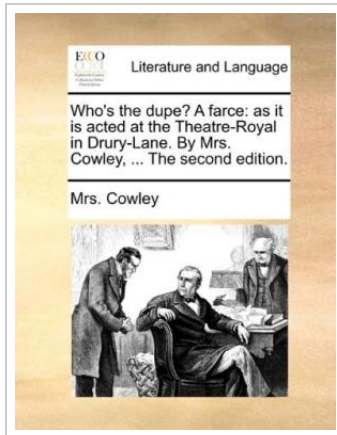 ECCO
Literature and Language
Who's the dupe? A farce: as it
is acted at the Theatre-Royal
in Drury-Lane. By Mrs.
Cowley, ... The second edition.
Mrs. Cowley